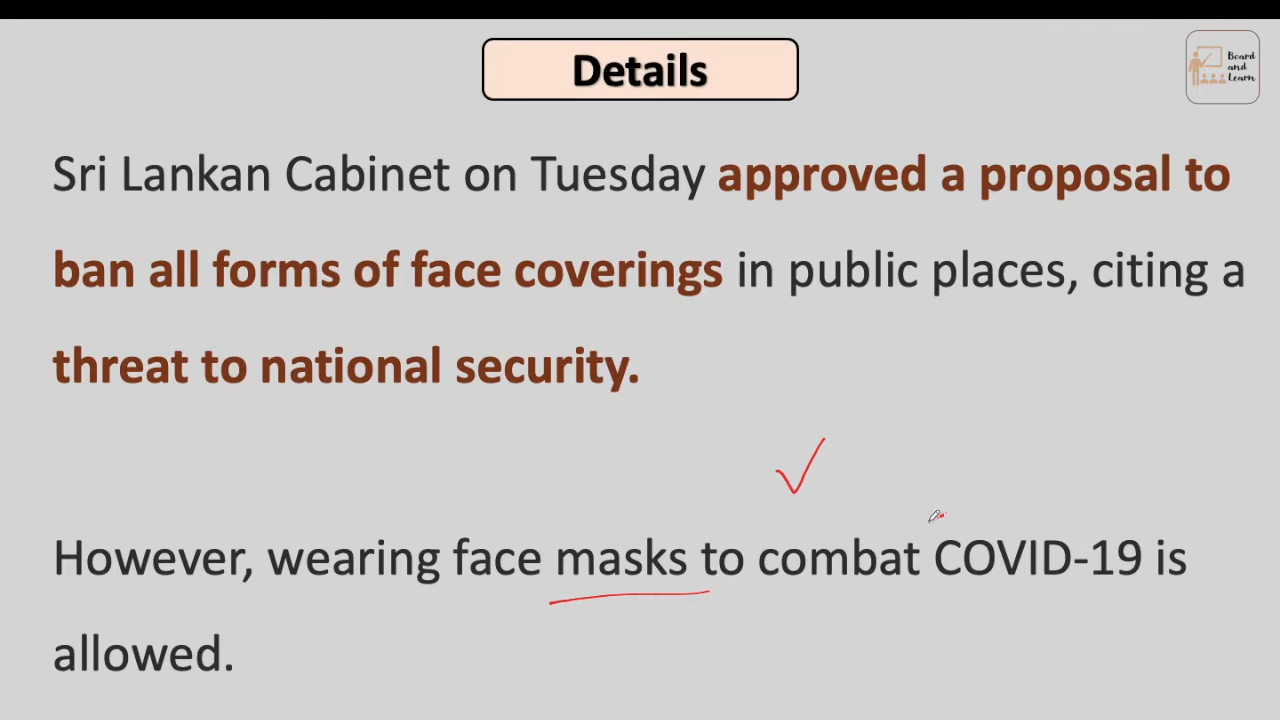 Details
Board
and
Learn
Sri Lankan Cabinet on Tuesday approved a proposal to
ban all forms of face coverings in public places, citing a
threat to national security.
However, wearing face masks to combat COVID-19 is
allowed.